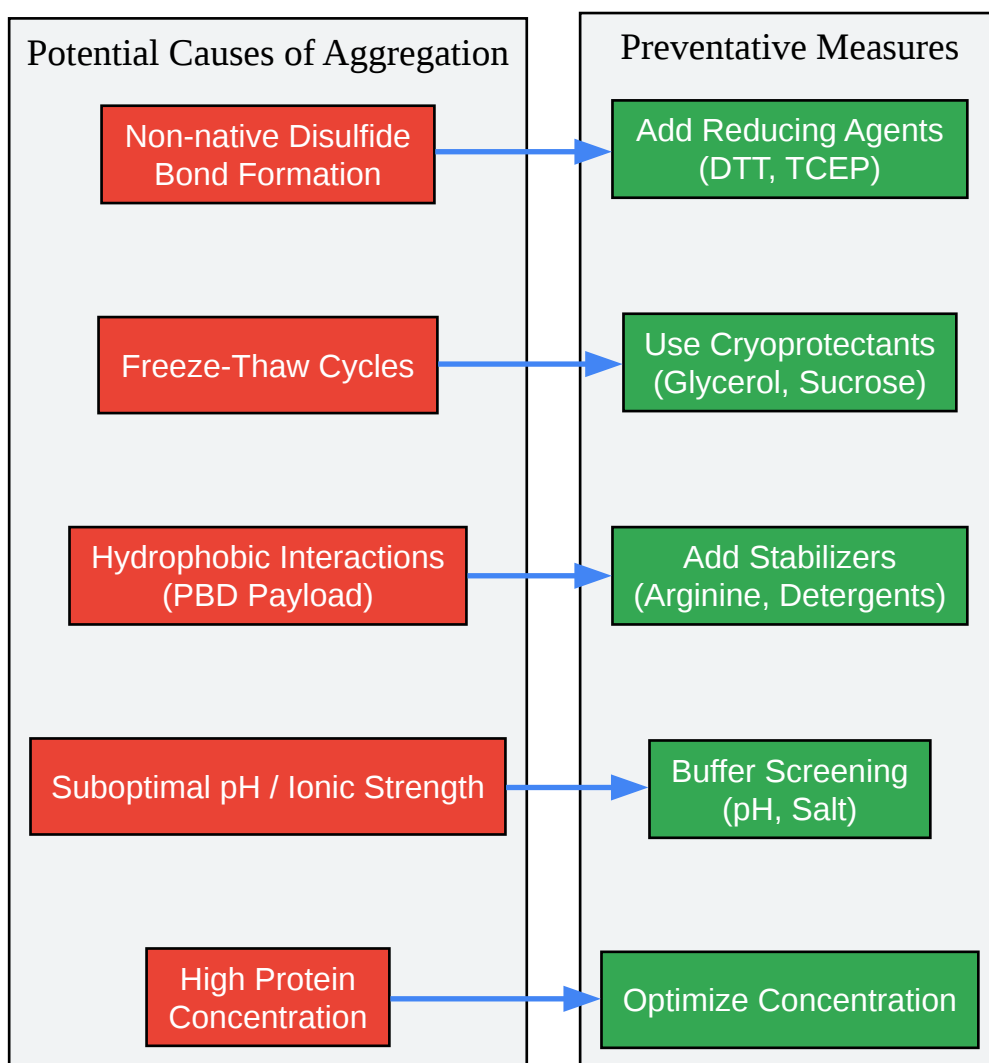 Potential Causes of Aggregation
Preventative Measures
Non-native Disulfide
Bond Formation
Add Reducing Agents
(DTT, TCEP)
Freeze-Thaw Cycles
Use Cryoprotectants
(Glycerol, Sucrose)
Hydrophobic Interactions
(PBD Payload)
Add Stabilizers
(Arginine, Detergents)
Suboptimal pH / Ionic Strength
Buffer Screening
(pH, Salt)
High Protein
Concentration
Optimize Concentration